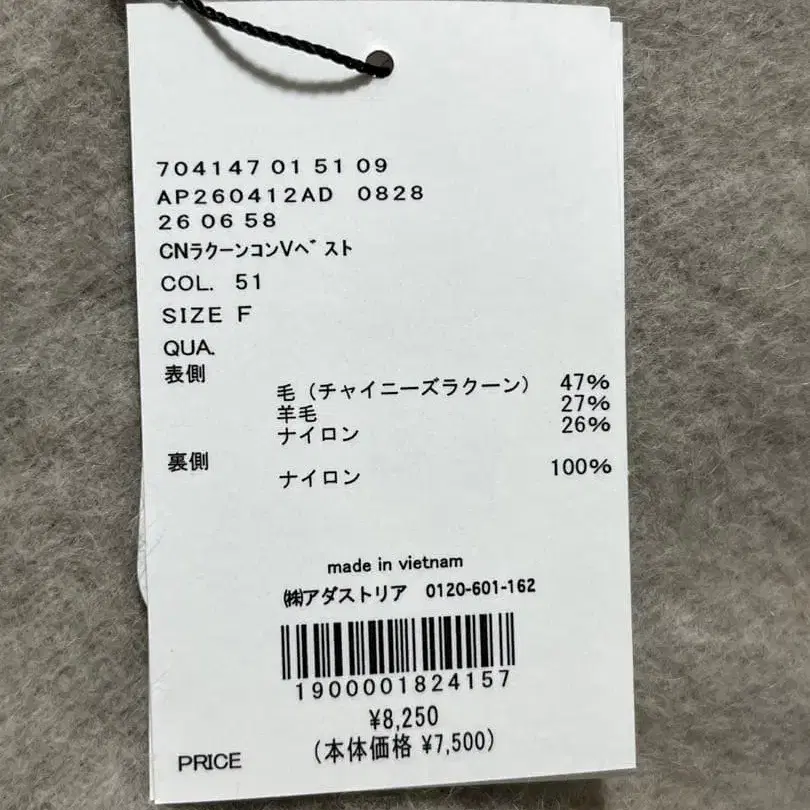 704147 01 51 09
AP260412AD 0828
26 06 58
CNﾗｸｰﾝｺﾝVﾍﾞｽﾄ
COL. 51
SIZE F
QUA.
表側
毛（チャイニーズラクーン） 47%
羊毛 27%
ナイロン 26%
裏側
ナイロン 100%
made in vietnam
㈱アダストリア 0120-601-162
1900001824157
¥8,250
PRICE (本体価格 ¥7,500)